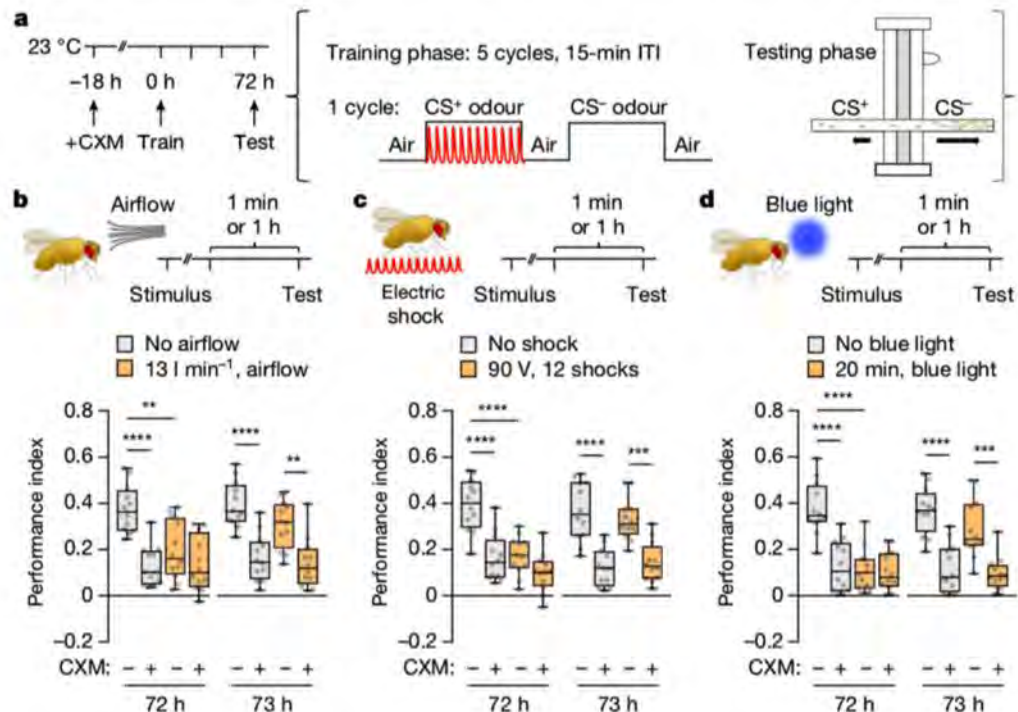 a
23 °C
–18 h 0 h 72 h
+CXM Train Test
Training phase: 5 cycles, 15-min ITI
1 cycle: CS+ odour CS– odour
Air Air Air
Testing phase
CS+ CS–
b
Airflow
1 min
or 1 h
Stimulus Test
No airflow
13 l min–1, airflow
Performance index
0.8
0.6
0.4
0.2
0
–0.2
**
****
****
**
CXM: – + – + – + – +
72 h 73 h
c
Electric
shock
1 min
or 1 h
Stimulus Test
No shock
90 V, 12 shocks
Performance index
0.8
0.6
0.4
0.2
0
–0.2
****
****
****
***
– + – + – + – +
72 h 73 h
d
Blue light
1 min
or 1 h
Stimulus Test
No blue light
20 min, blue light
Performance index
0.8
0.6
0.4
0.2
0
–0.2
****
****
****
***
– + – + – + – +
72 h 73 h